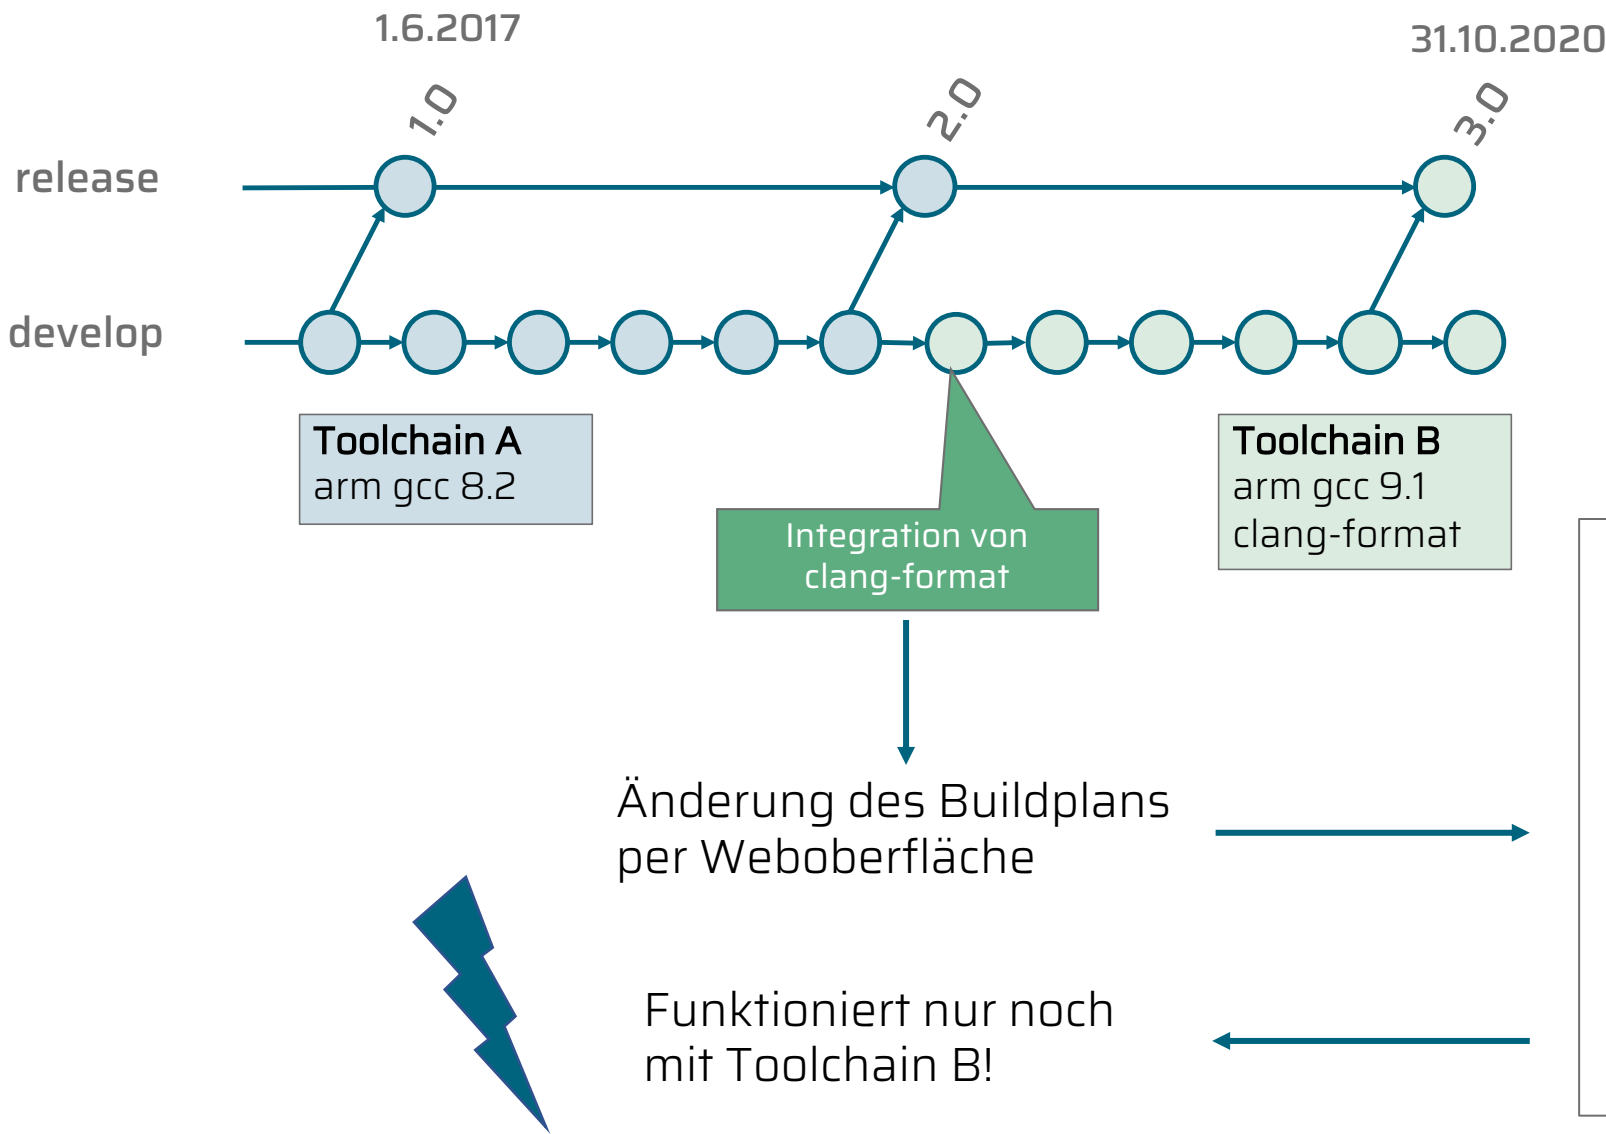 1.6.2017
31.10.2020
1.0
2.0
3.0
release
develop
Toolchain A
arm gcc 8.2
Toolchain B
arm gcc 9.1
clang-format
Integration von
clang-format
Änderung des Buildplans
per Weboberfläche
Funktioniert nur noch
mit Toolchain B!